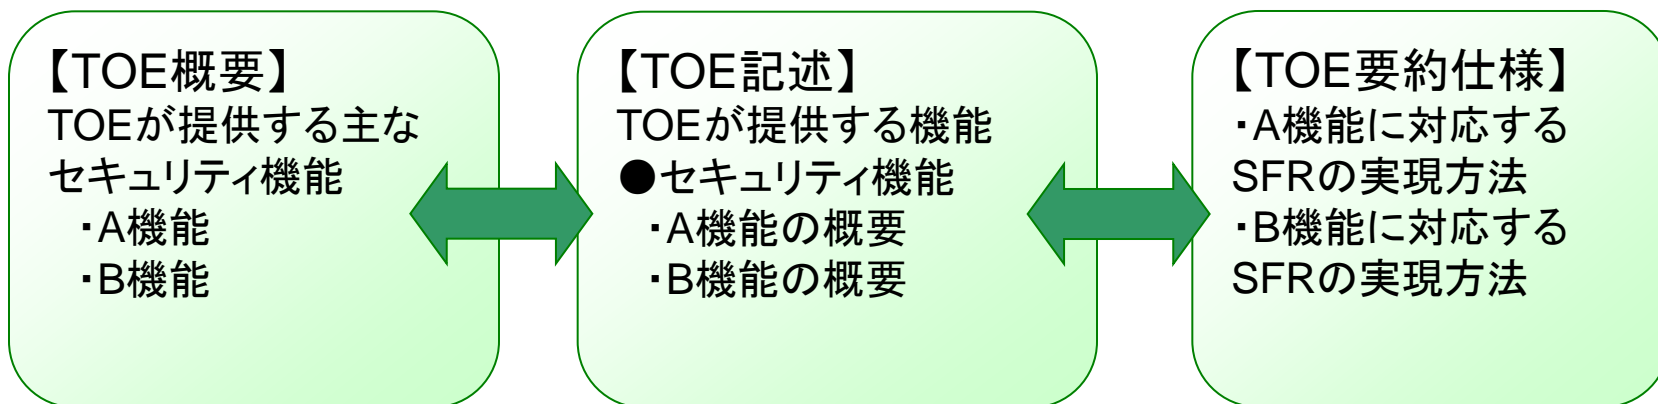 【TOE概要】
TOEが提供する主な
セキュリティ機能
・A機能
・B機能
【TOE記述】
TOEが提供する機能
●セキュリティ機能
・A機能の概要
・B機能の概要
【TOE要約仕様】
・A機能に対応する
SFRの実現方法
・B機能に対応する
SFRの実現方法